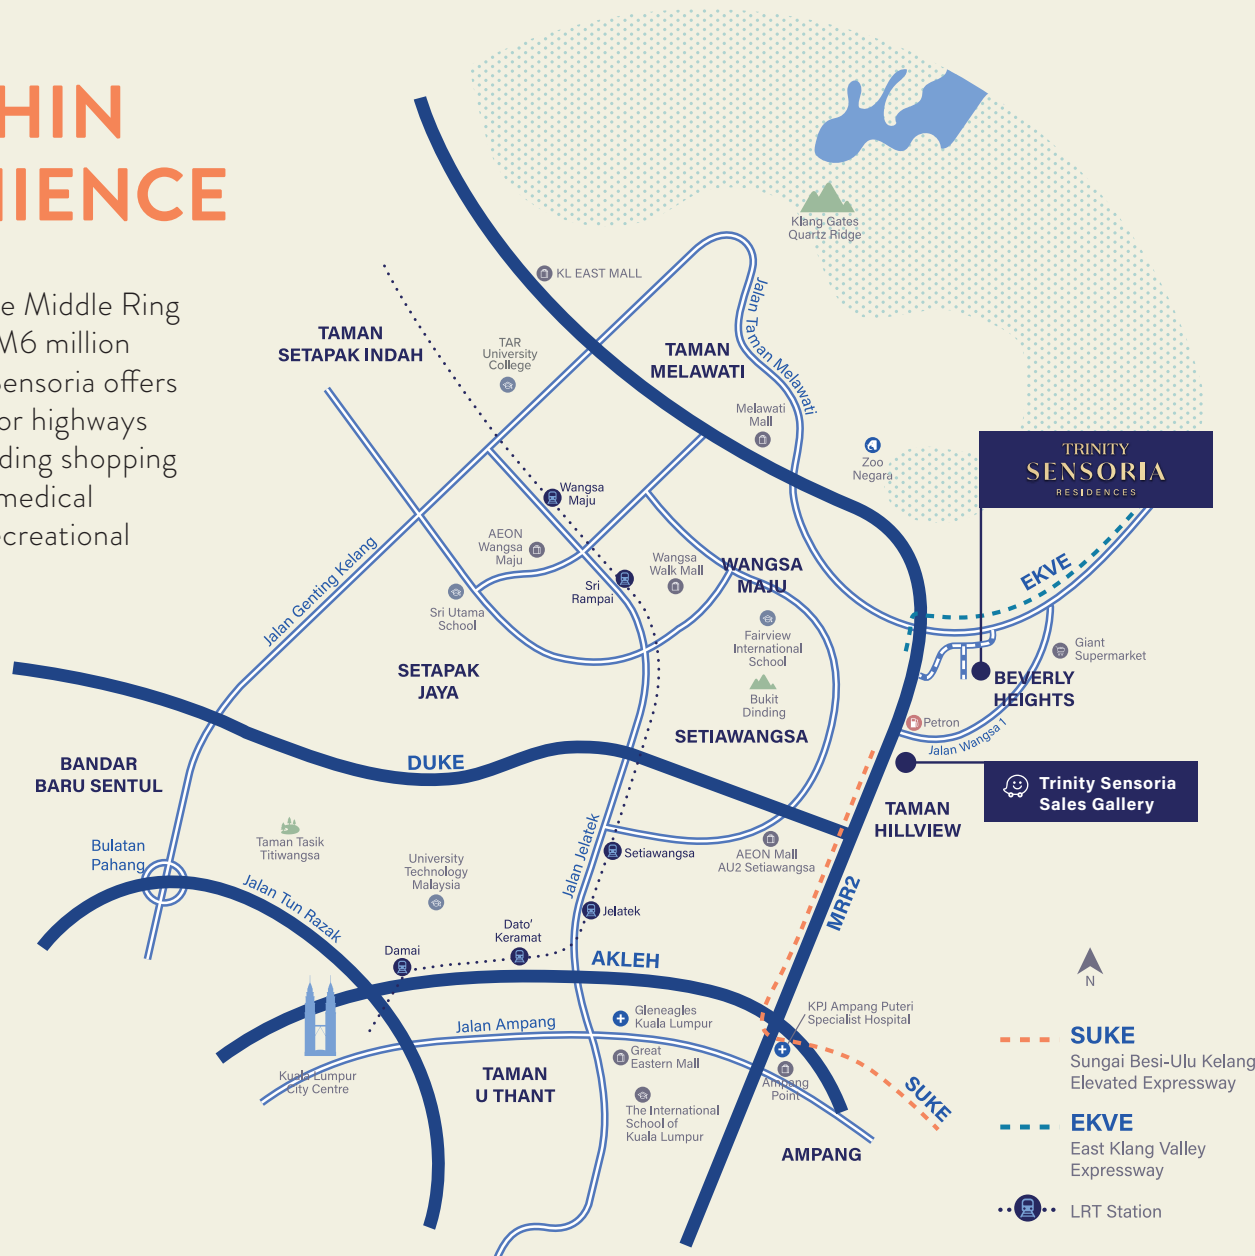 HIN
IENCE
e Middle Ring
M6 million
ensoria offers
or highways
ding shopping
medical
creational
Klang Gates
Quartz Ridge
KL EAST MALL
TAMAN
SETAPAK INDAH
TAR
University
College
TAMAN
MELAWATI
Jalan Taman Melawati
Melawati
Mall
Zoo
Negara
TRINITY
SENSORIA
RESIDENCES
Wangsa
Maju
AEON
Wangsa
Maju
Wangsa
Walk Mall
WANGSA
MAJU
Sri
Rampai
EKVE
Jalan Genting Kelang
Sri Utama
School
Fairview
International
School
Giant
Supermarket
SETAPAK
JAYA
Bukit
Dinding
BEVERLY
HEIGHTS
Petron
Jalan Wangsa 1
SETIAWANGSA
DUKE
BANDAR
BARU SENTUL
Trinity Sensoria
Sales Gallery
TAMAN
HILLVIEW
Taman Tasik
Titiwangsa
Bulatan
Pahang
Jalan Tun Razak
University
Technology
Malaysia
Jalan Jelatek
Setiawangsa
AEON Mall
AU2 Setiawangsa
MRR2
Jelatek
Dato'
Keramat
Damai
AKLEH
N
Jalan Ampang
Gleneagles
Kuala Lumpur
KPJ Ampang Puteri
Specialist Hospital
Great
Eastern Mall
Kuala Lumpur
City Centre
TAMAN
U THANT
Ampang
Point
The International
School of
Kuala Lumpur
SUKE
AMPANG
SUKE
Sungai Besi-Ulu Kelang
Elevated Expressway
EKVE
East Klang Valley
Expressway
LRT Station